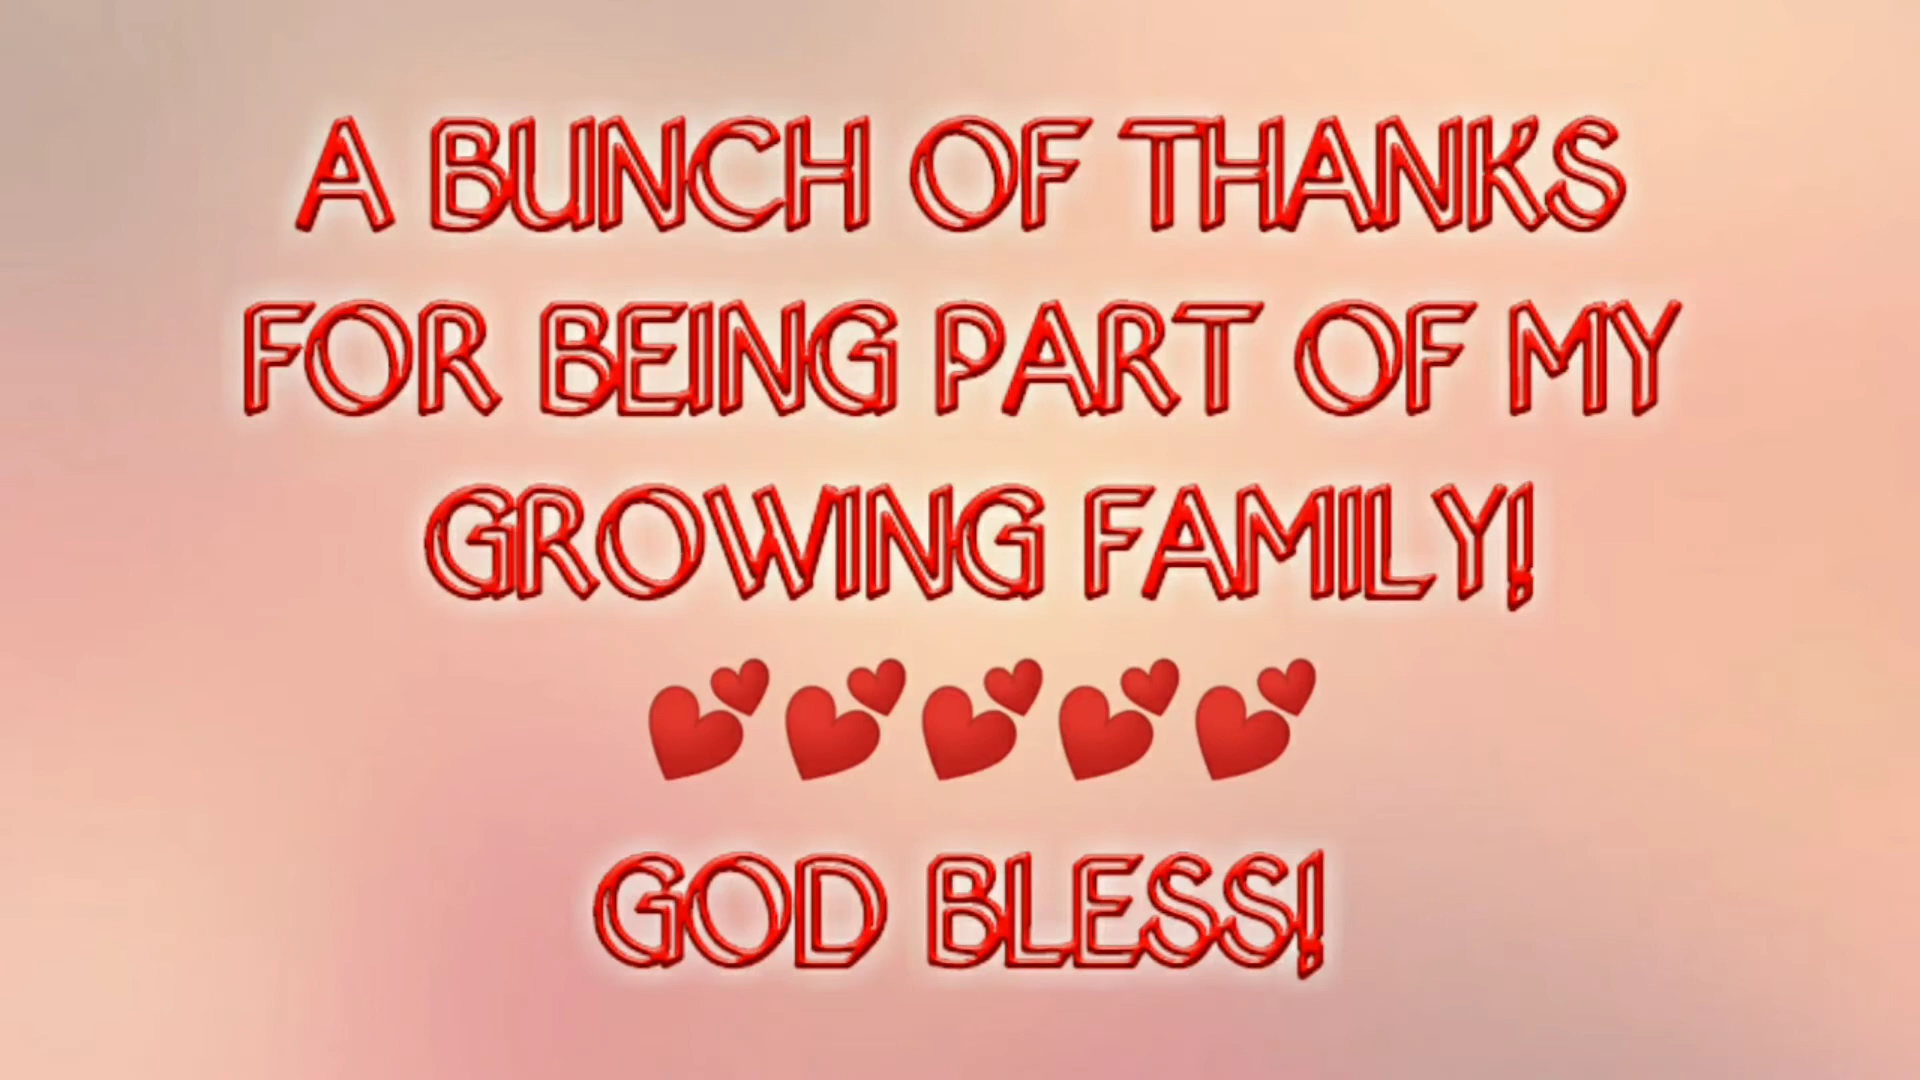 A BUNCH OF THANKS
FOR BEING PART OF MY
GROWING FAMILY!
💕💕💕💕💕
GOD BLESS!